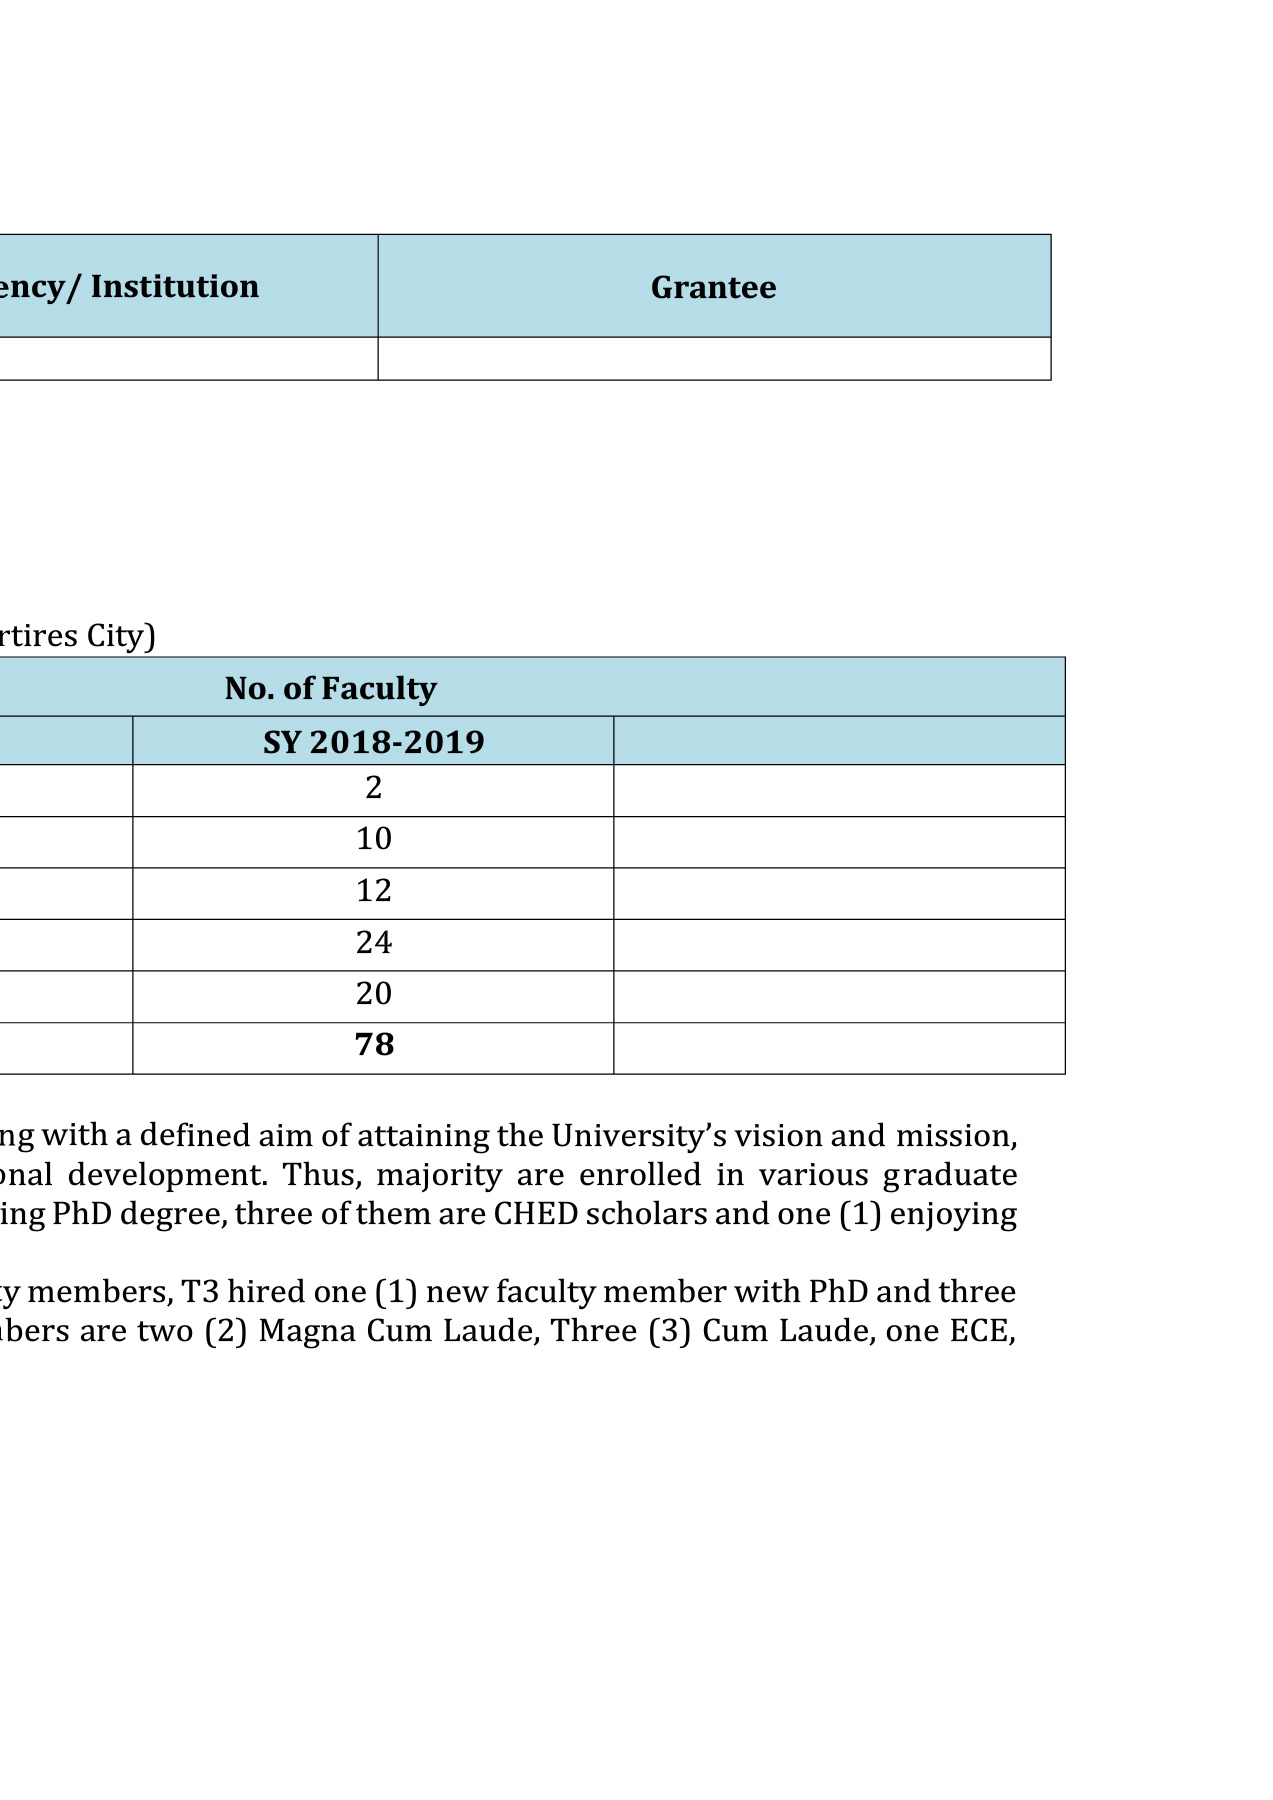 ency/ Institution Grantee
rtires City)
No. of Faculty
SY 2018-2019
2
10
12
24
20
78
ng with a defined aim of attaining the University’s vision and mission,
onal development. Thus, majority are enrolled in various graduate
ing PhD degree, three of them are CHED scholars and one (1) enjoying
ty members, T3 hired one (1) new faculty member with PhD and three
bers are two (2) Magna Cum Laude, Three (3) Cum Laude, one ECE,